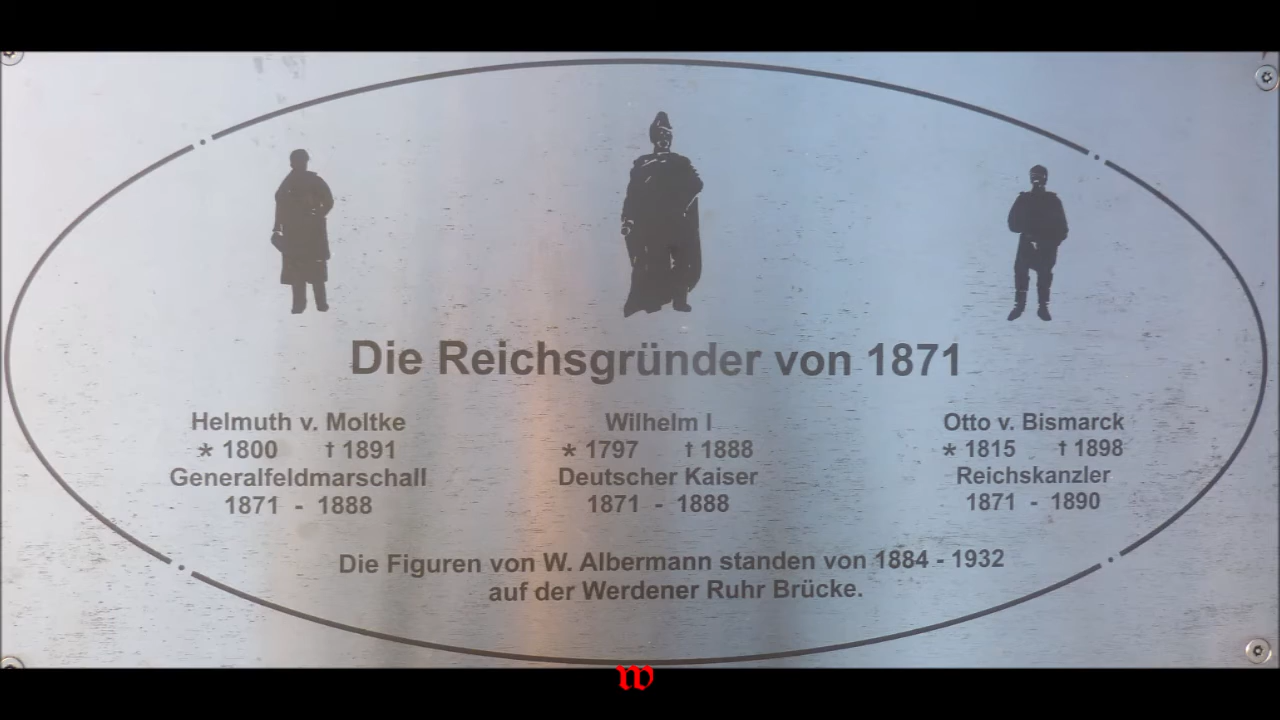 Die Reichsgründer von 1871
Helmuth v. Moltke
* 1800 † 1891
Generalfeldmarschall
1871 - 1888
Wilhelm I
* 1797 † 1888
Deutscher Kaiser
1871 - 1888
Otto v. Bismarck
* 1815 † 1898
Reichskanzler
1871 - 1890
Die Figuren von W. Albermann standen von 1884 - 1932
auf der Werdener Ruhr Brücke.
w